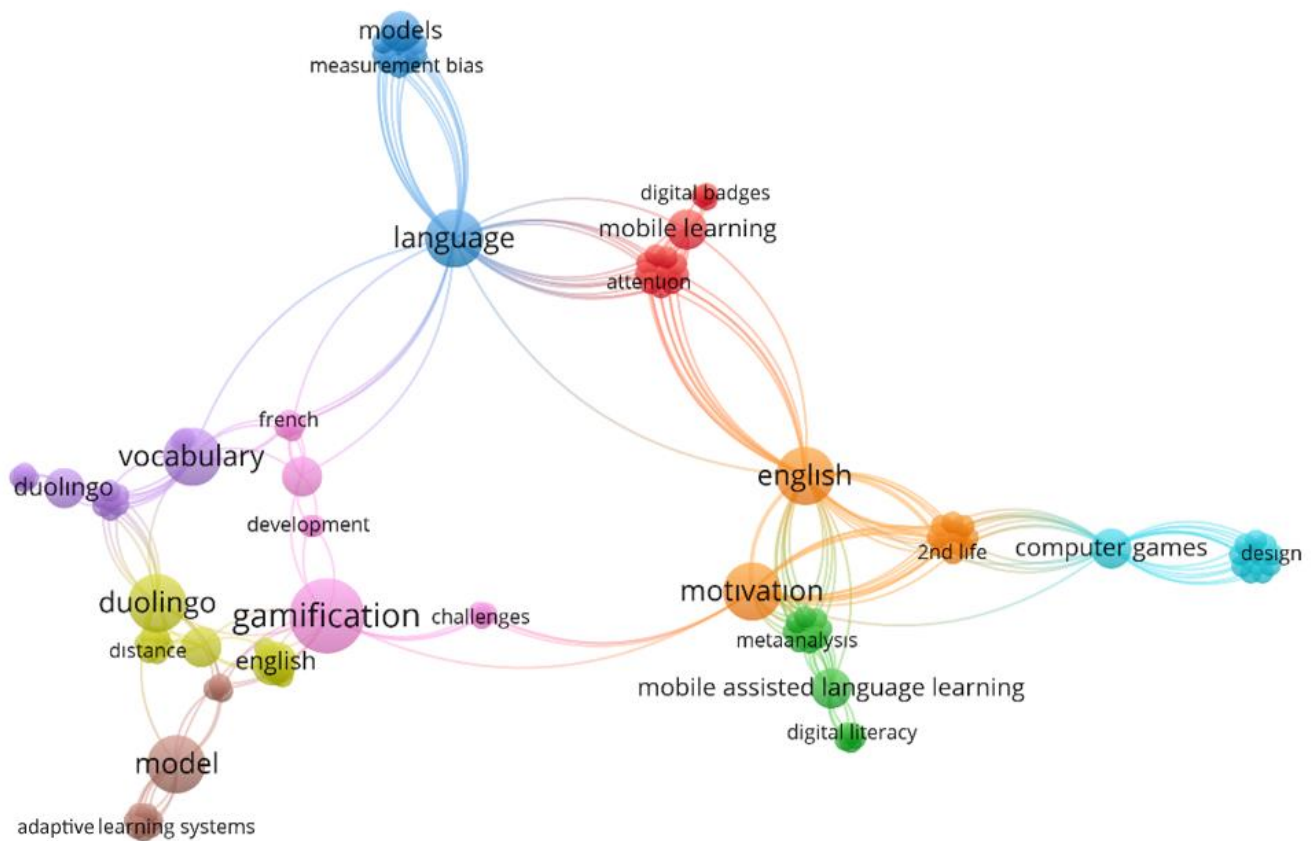 models
measurement bias
digital badges
mobile learning
language
attention
french
vocabulary
english
duolingo
development
2nd life
computer games
design
motivation
duolingo
gamification
challenges
metaanalysis
distance
english
mobile assisted language learning
digital literacy
model
adaptive learning systems